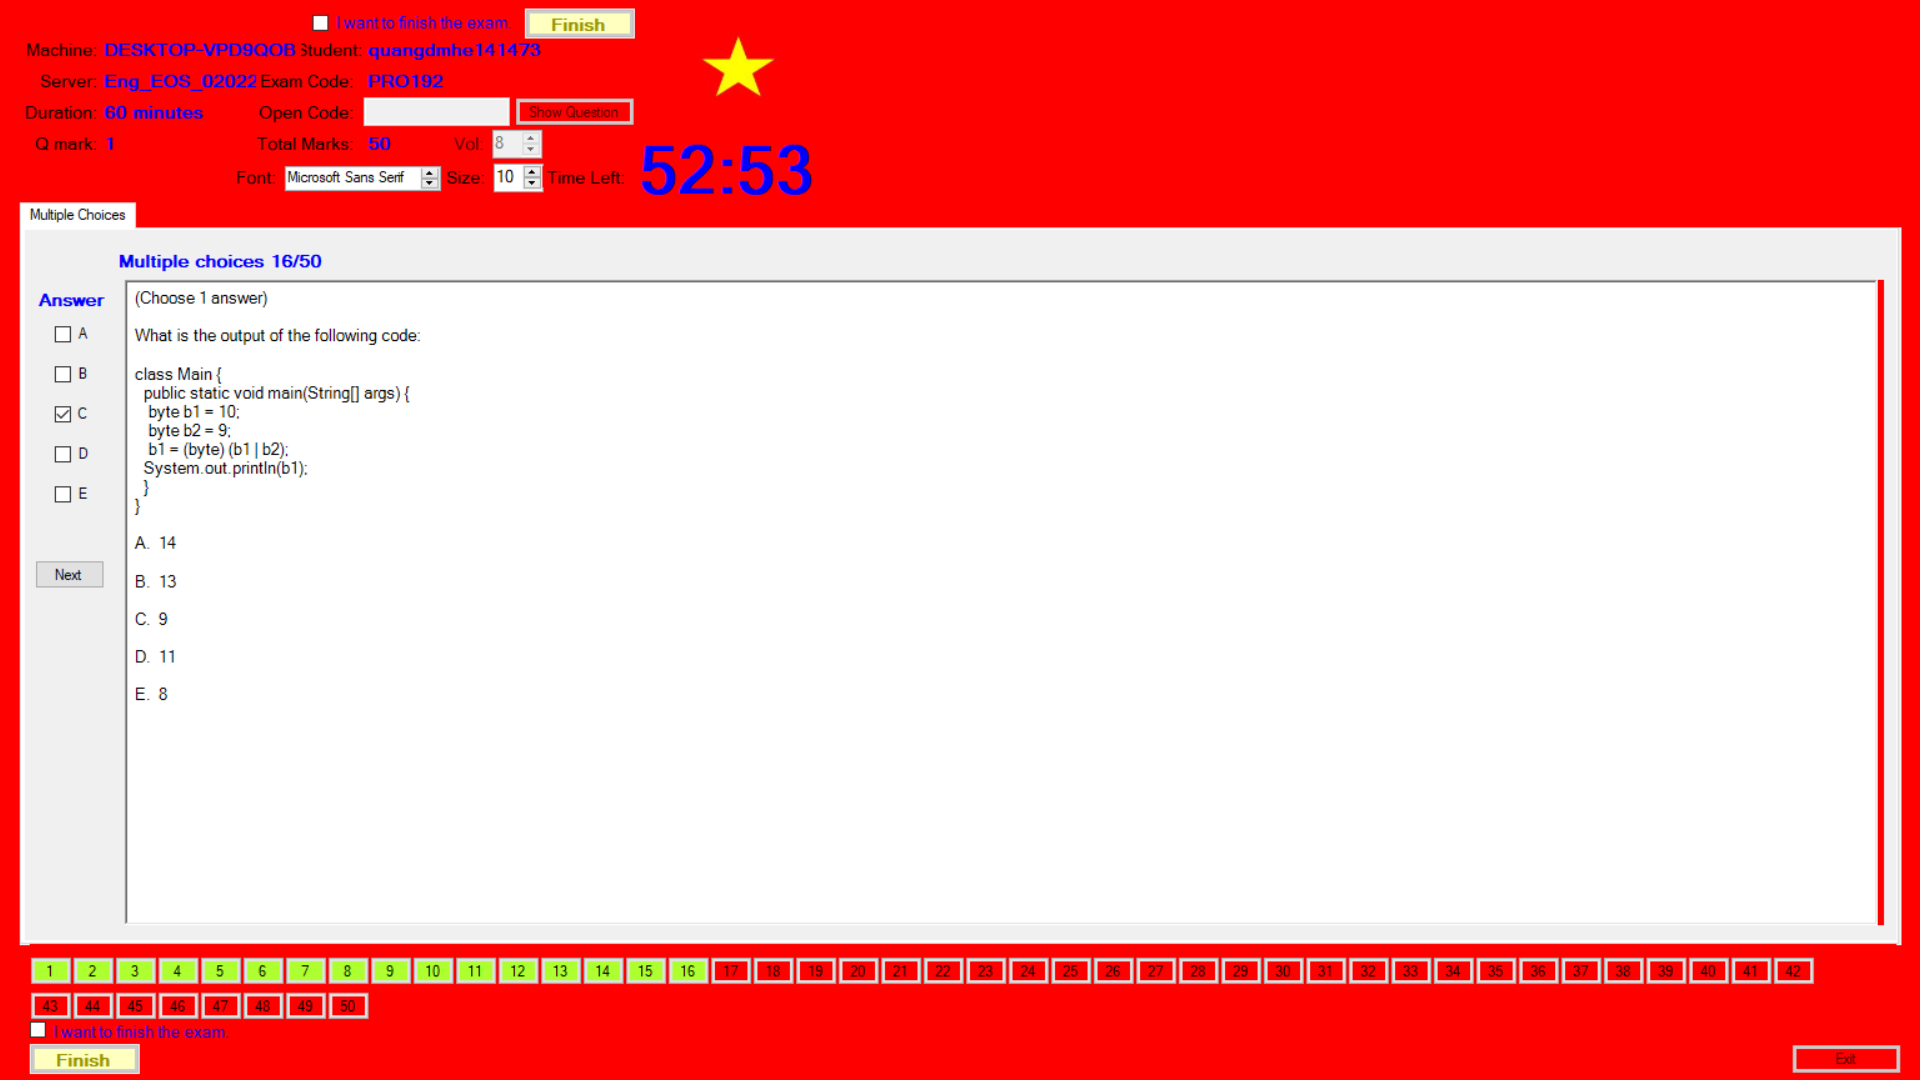 I want to finish the exam. Finish
Machine: DESKTOP-VPD9QOB Student: quangdmhe141473
Server: Eng_EOS_02022 Exam Code: PRO192
Duration: 60 minutes Open Code: Show Question
Q mark: 1 Total Marks: 50 Vol: 8
Font: Microsoft Sans Serif Size: 10 Time Left: 52:53
Multiple Choices
Multiple choices 16/50
Answer
A
B
C
D
E
Next
(Choose 1 answer)
What is the output of the following code:
class Main {
public static void main(String[] args) {
byte b1 = 10;
byte b2 = 9;
b1 = (byte) (b1 | b2);
System.out.println(b1);
}
}
A. 14
B. 13
C. 9
D. 11
E. 8
1 2 3 4 5 6 7 8 9 10 11 12 13 14 15 16 17 18 19 20 21 22 23 24 25 26 27 28 29 30 31 32 33 34 35 36 37 38 39 40 41 42
43 44 45 46 47 48 49 50
I want to finish the exam.
Finish
Exit